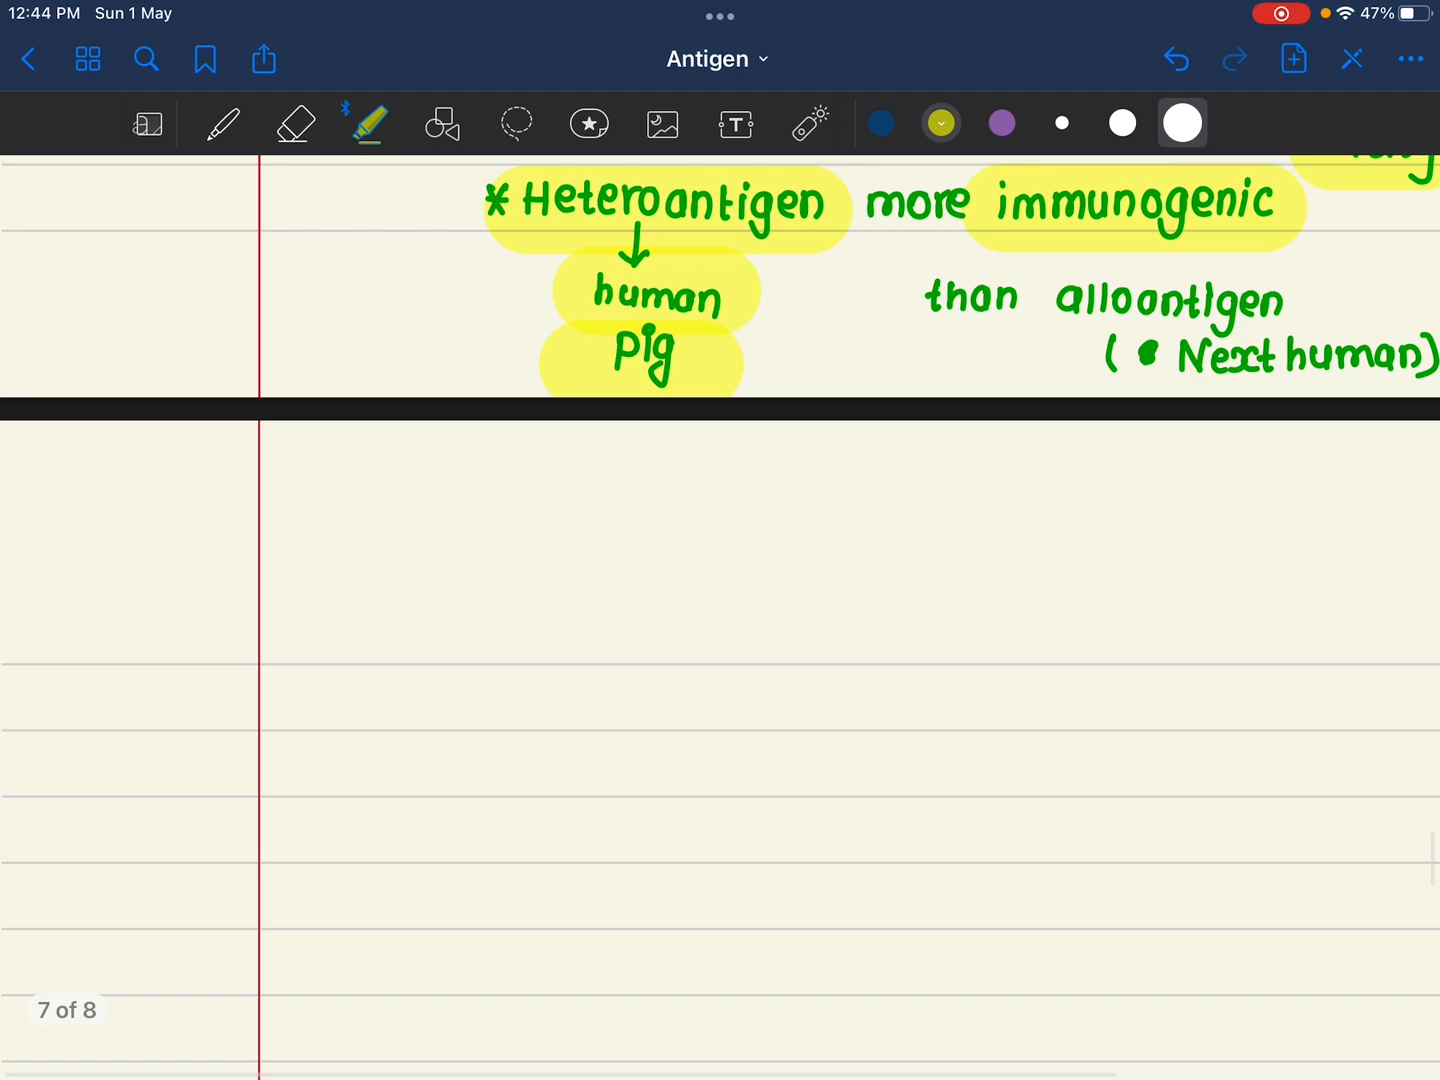 12:44 PM Sun 1 May
47%
Antigen
T
* Heteroantigen more immunogenic
human
than alloantigen
Pig
( Next human)
7 of 8